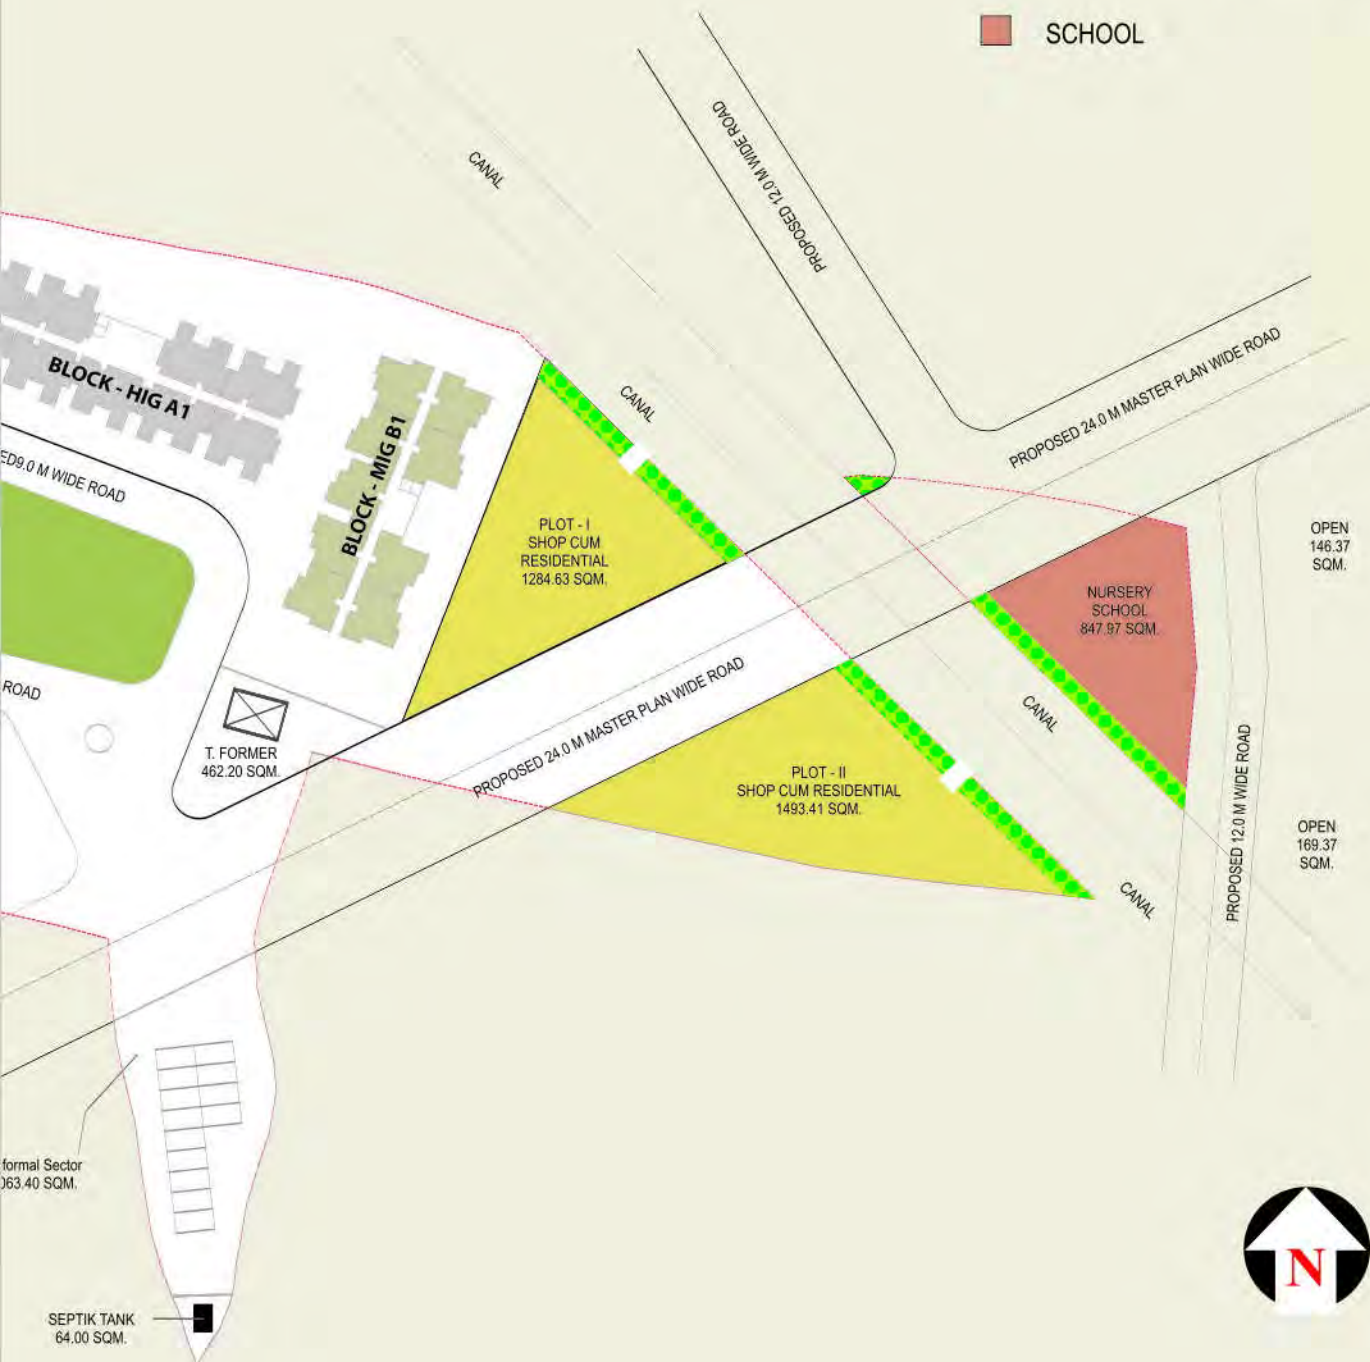 SCHOOL
PROPOSED 12.0 M WIDE ROAD
CANAL
PROPOSED 24.0 M MASTER PLAN WIDE ROAD
CANAL
BLOCK - HIG A1
BLOCK - MIG B1
ED9.0 M WIDE ROAD
PLOT - I
SHOP CUM
RESIDENTIAL
1284.63 SQM.
OPEN
146.37
SQM.
NURSERY
SCHOOL
847.97 SQM.
ROAD
PROPOSED 24.0 M MASTER PLAN WIDE ROAD
CANAL
T. FORMER
462.20 SQM.
PLOT - II
SHOP CUM RESIDENTIAL
1493.41 SQM.
PROPOSED 12.0 M WIDE ROAD
OPEN
169.37
SQM.
CANAL
formal Sector
063.40 SQM.
N
SEPTIK TANK
64.00 SQM.